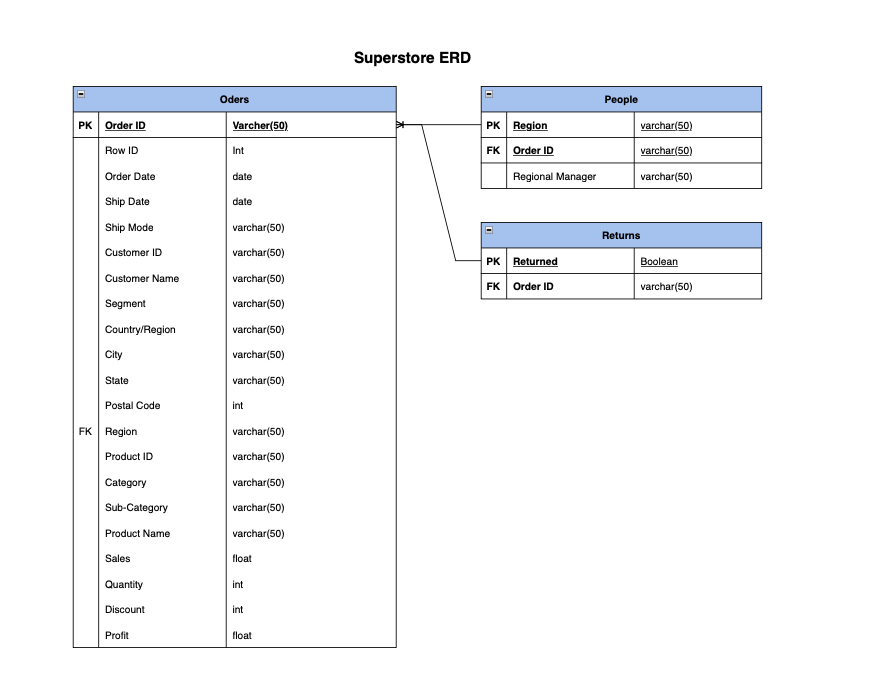 Superstore ERD
Oders
PK Order ID Varcher(50)
Row ID Int
Order Date date
Ship Date date
Ship Mode varchar(50)
Customer ID varchar(50)
Customer Name varchar(50)
Segment varchar(50)
Country/Region varchar(50)
City varchar(50)
State varchar(50)
Postal Code int
FK Region varchar(50)
Product ID varchar(50)
Category varchar(50)
Sub-Category varchar(50)
Product Name varchar(50)
Sales float
Quantity int
Discount int
Profit float
People
PK Region varchar(50)
FK Order ID varchar(50)
Regional Manager varchar(50)
Returns
PK Returned Boolean
FK Order ID varchar(50)